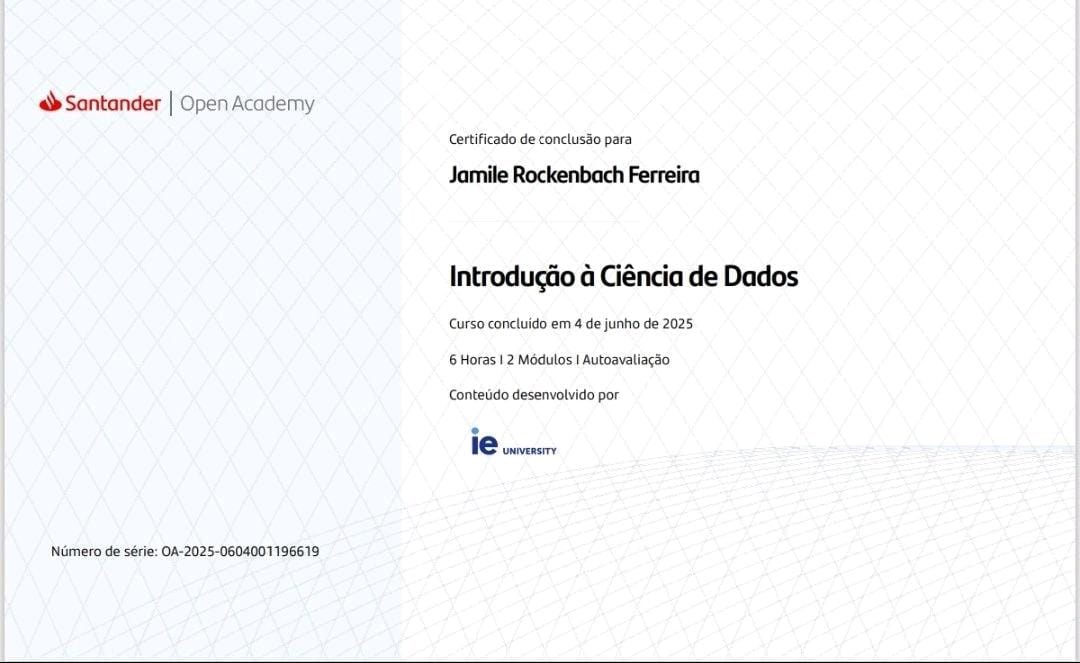 Santander | Open Academy
Certificado de conclusão para
Jamile Rockenbach Ferreira
Introdução à Ciência de Dados
Curso concluído em 4 de junho de 2025
6 Horas I 2 Módulos I Autoavaliação
Conteúdo desenvolvido por
ie UNIVERSITY
Número de série: OA-2025-0604001196619